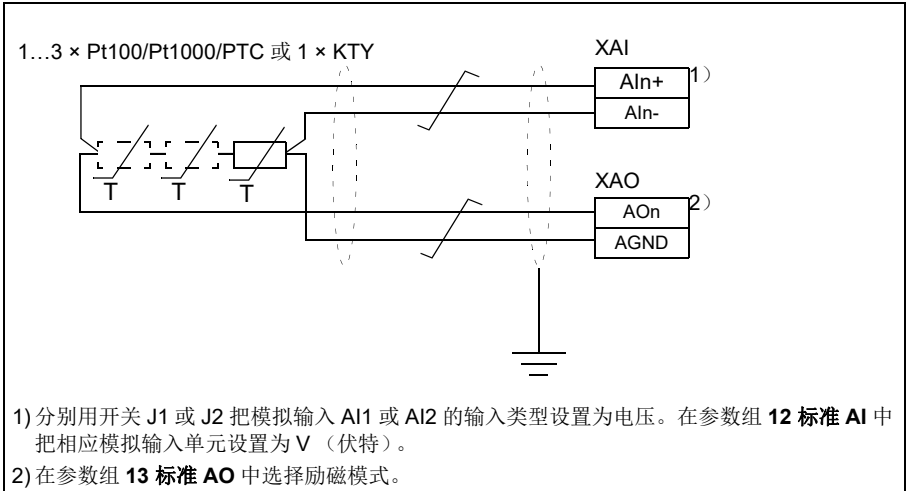 1…3 × Pt100/Pt1000/PTC 或 1 × KTY
XAI
AIn+
1）
AIn-
T
T
T
XAO
AOn
2）
AGND
1) 分别用开关 J1 或 J2 把模拟输入 AI1 或 AI2 的输入类型设置为电压。在参数组 12 标准 AI 中
把相应模拟输入单元设置为 V （伏特）。
2) 在参数组 13 标准 AO 中选择励磁模式。